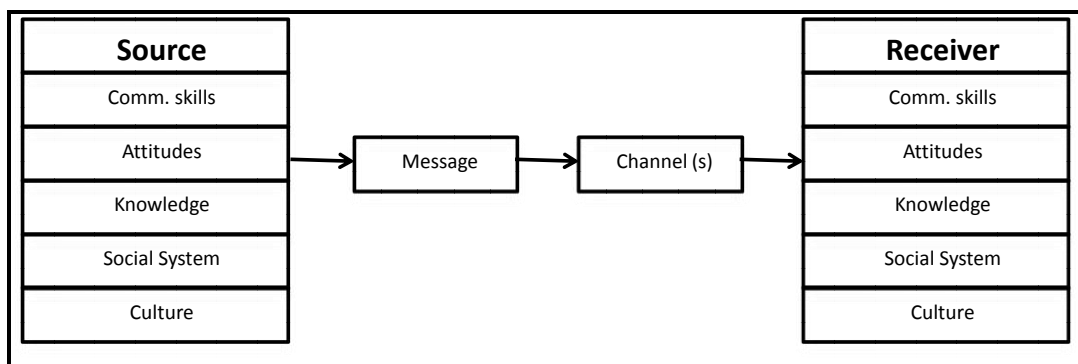 Source
Comm. skills
Attitudes
Knowledge
Social System
Culture
Message
Channel (s)
Receiver
Comm. skills
Attitudes
Knowledge
Social System
Culture